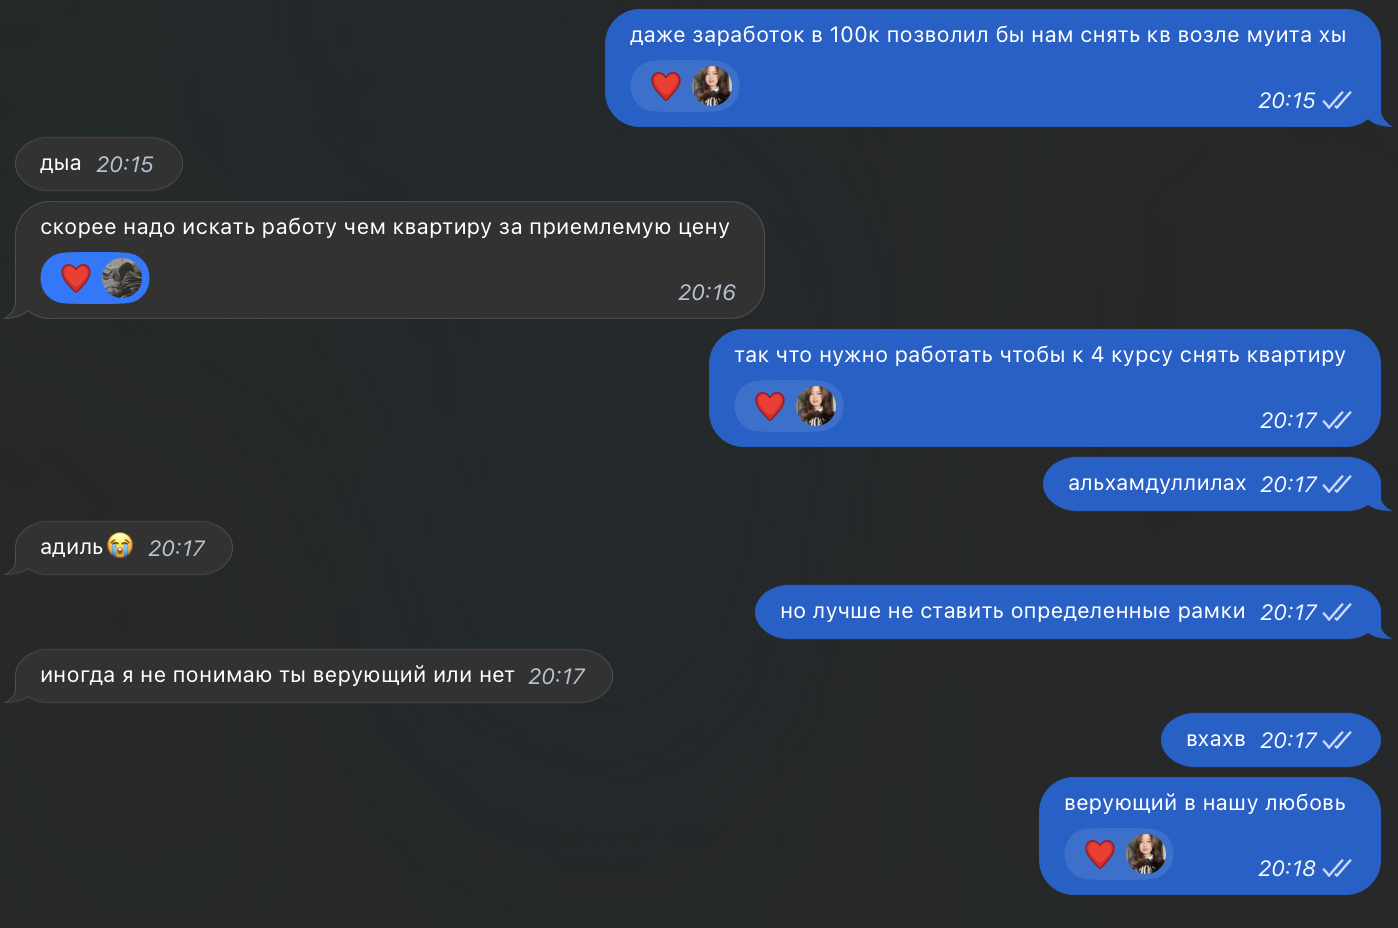 даже заработок в 100к позволил бы нам снять кв возле муита хы
20:15
дыа 20:15
скорее надо искать работу чем квартиру за приемлемую цену
20:16
так что нужно работать чтобы к 4 курсу снять квартиру
20:17
альхамдуллилах 20:17
адиль😭 20:17
но лучше не ставить определенные рамки 20:17
иногда я не понимаю ты верующий или нет 20:17
вхахв 20:17
верующий в нашу любовь
20:18